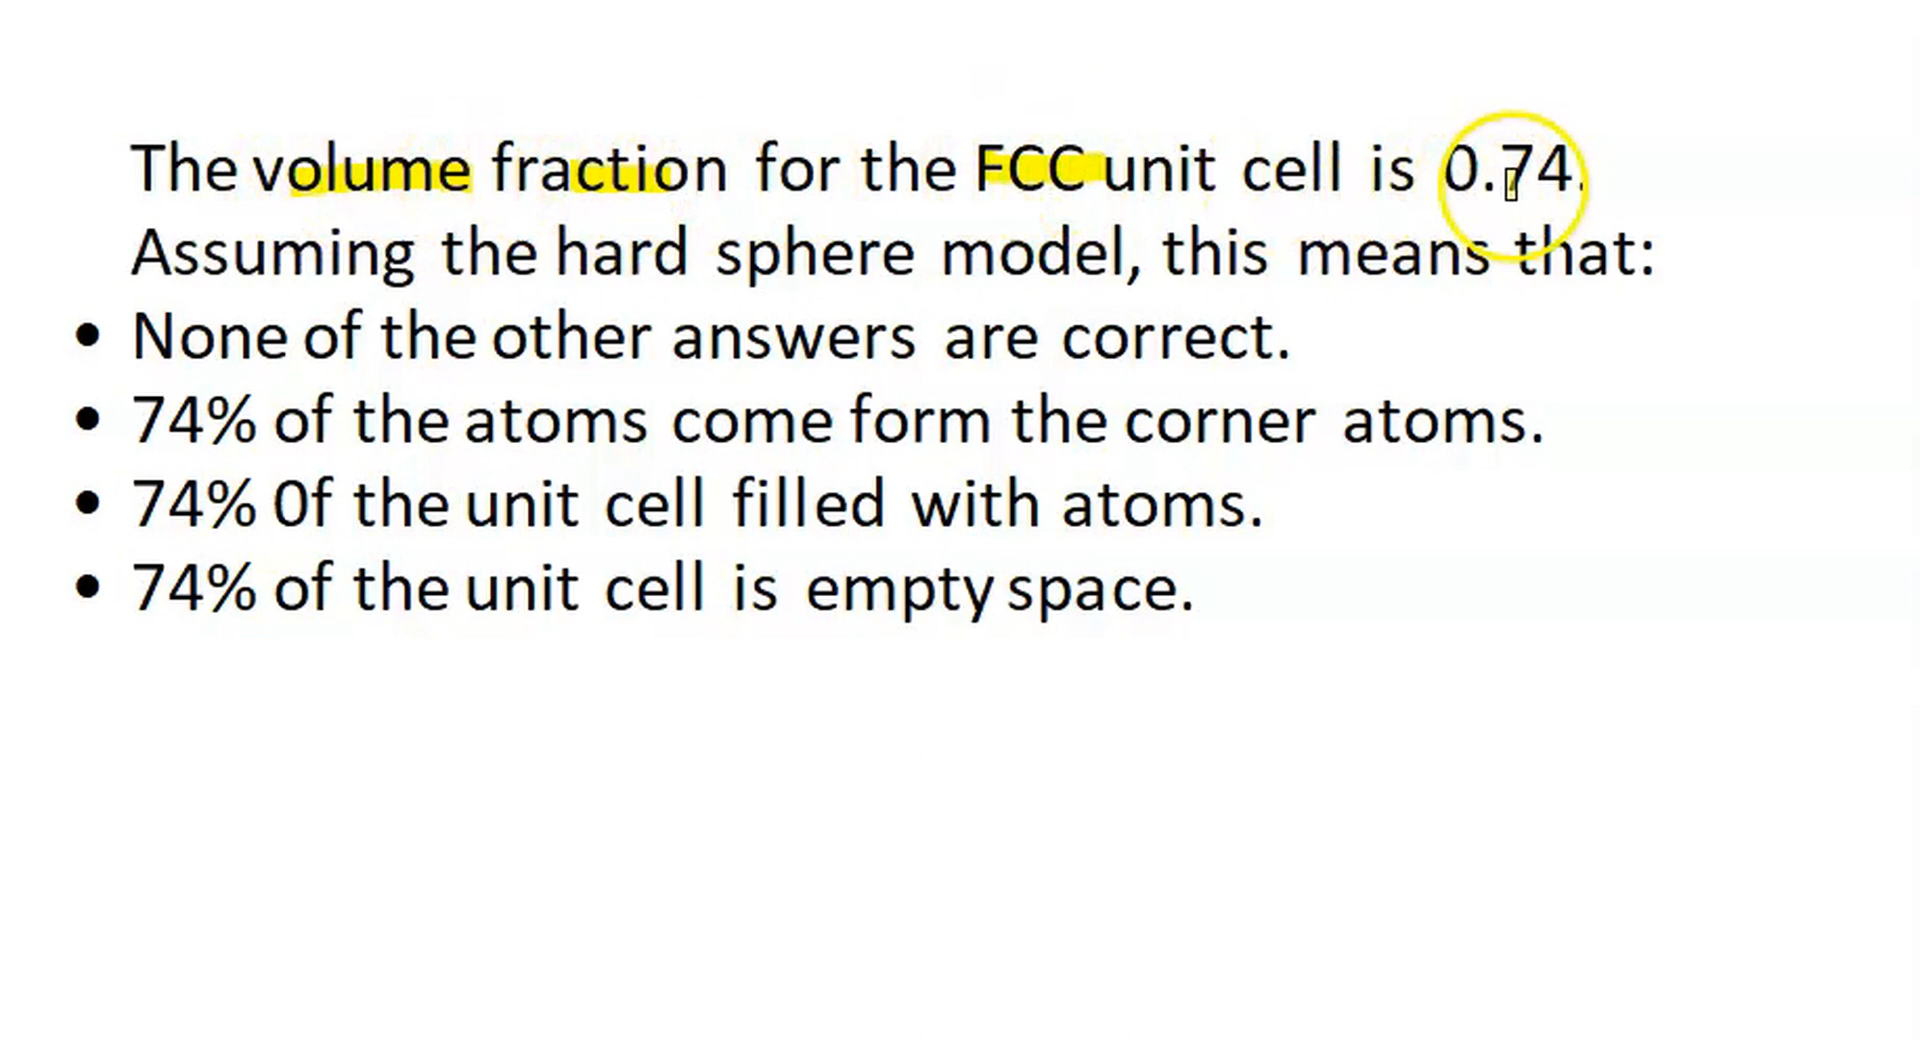 The volume fraction for the FCC unit cell is 0.74.
Assuming the hard sphere model, this means that:
• None of the other answers are correct.
• 74% of the atoms come form the corner atoms.
• 74% 0f the unit cell filled with atoms.
• 74% of the unit cell is empty space.